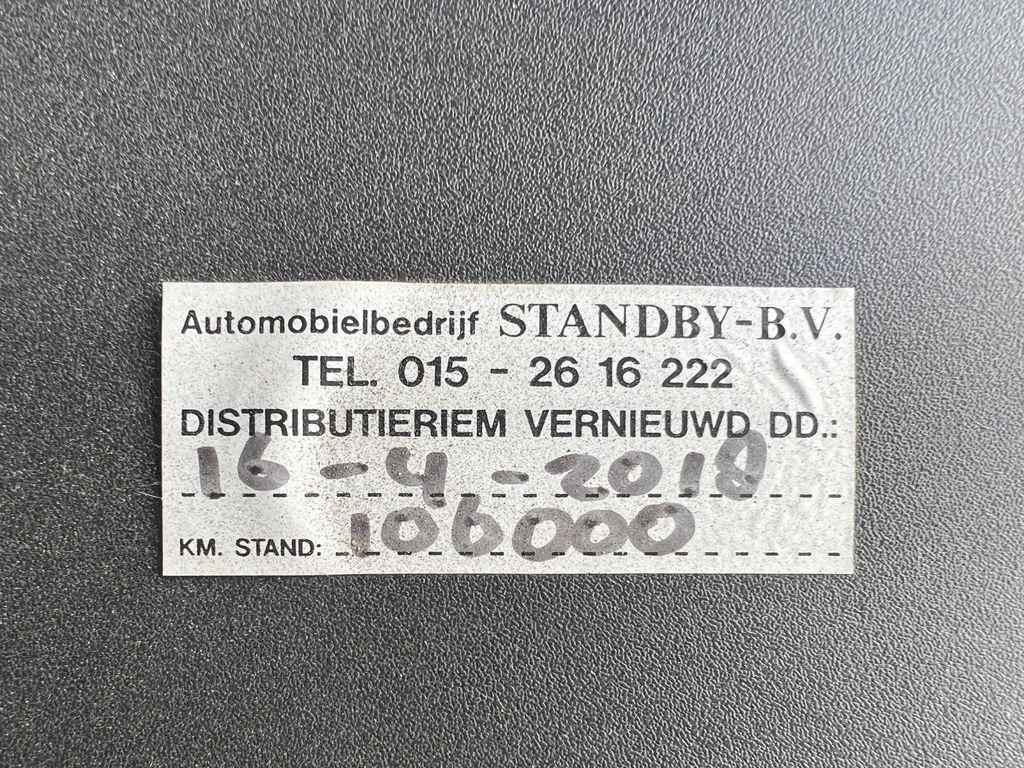 Automobielbedrijf STANDBY-B.V.
TEL. 015 - 26 16 222
DISTRIBUTIERIEM VERNIEUWD DD.:
16-4-2018
KM. STAND: 106000